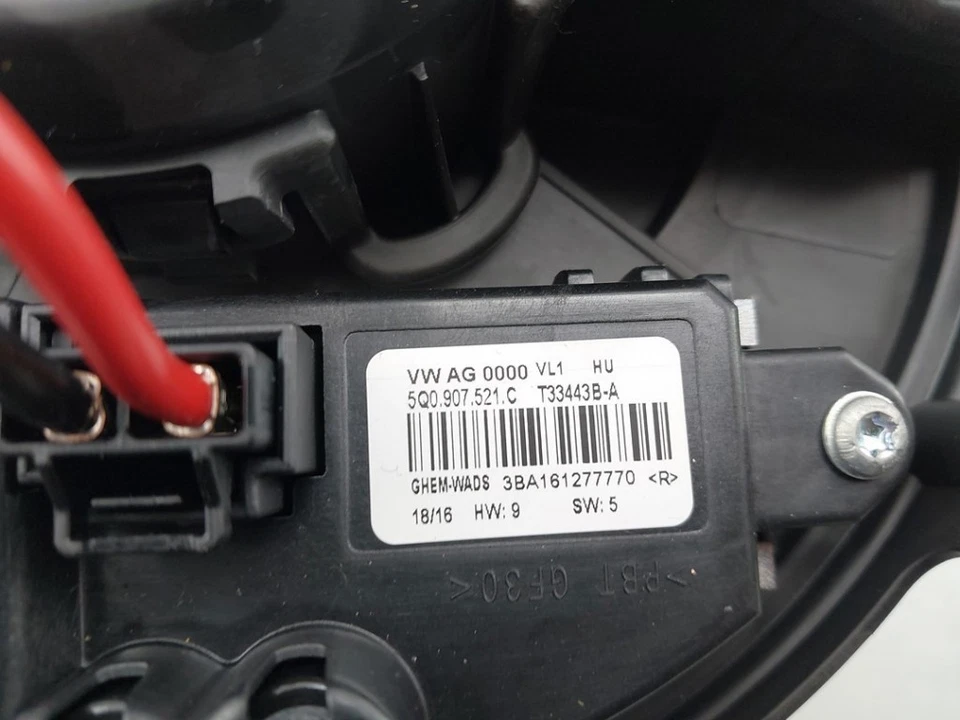 VW AG 0000 VL1 HU
5Q0.907.521.C T33443B-A
GHEM-WADS 3BA161277770 <R>
18/16 HW: 9 SW: 5
>PBT GF30<